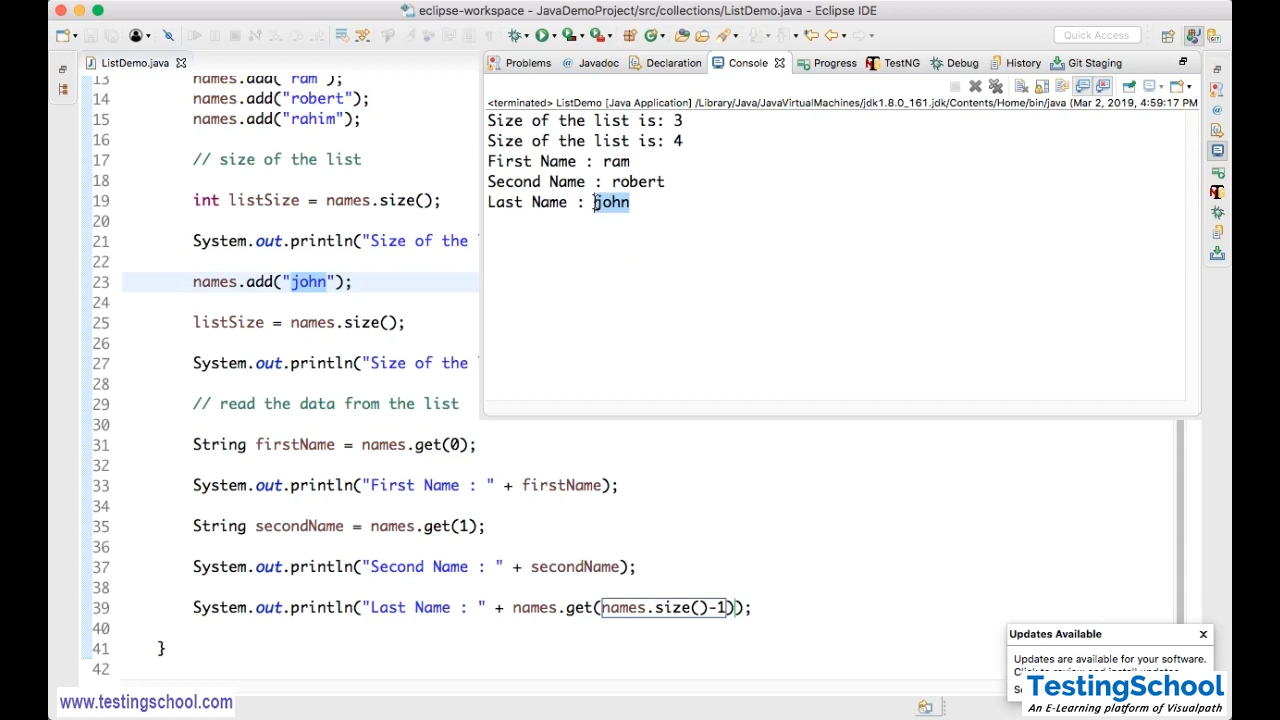 eclipse-workspace - JavaDemoProject/src/collections/ListDemo.java - Eclipse IDE
Quick Access
ListDemo.java
Problems
Javadoc
Declaration
Console
Progress
TestNG
Debug
History
Git Staging
<terminated> ListDemo [Java Application] /Library/Java/JavaVirtualMachines/jdk1.8.0_161.jdk/Contents/Home/bin/java (Mar 2, 2019, 4:59:17 PM
Size of the list is: 3
Size of the list is: 4
First Name : ram
Second Name : robert
Last Name : john
13 names.add("ram");
14 names.add("robert");
15 names.add("rahim");
16
17 // size of the list
18
19 int listSize = names.size();
20
21 System.out.println("Size of the
22
23 names.add("john");
24
25 listSize = names.size();
26
27 System.out.println("Size of the
28
29 // read the data from the list
30
31 String firstName = names.get(0);
32
33 System.out.println("First Name : " + firstName);
34
35 String secondName = names.get(1);
36
37 System.out.println("Second Name : " + secondName);
38
39 System.out.println("Last Name : " + names.get(names.size()-1));
40
41 }
42
Updates Available
Updates are available for your software.
www.testingschool.com
TestingSchool
An E-Learning platform of Visualpath